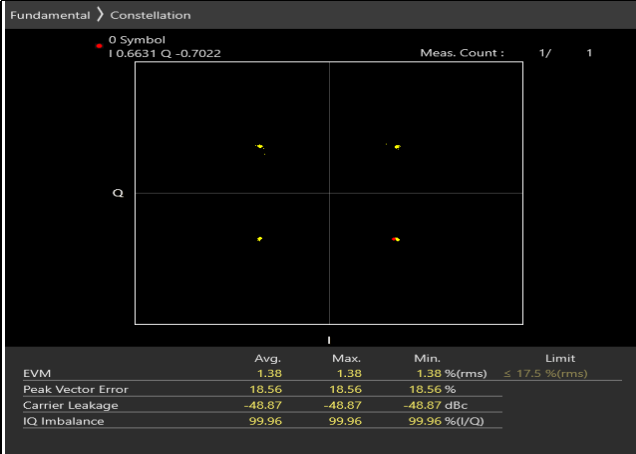 Fundamental 〉 Constellation
0 Symbol
I 0.6631 Q -0.7022
Meas. Count : 1/ 1
Q
I
Avg. Max. Min. Limit
EVM 1.38 1.38 1.38 %(rms) ≤ 17.5 %(rms)
Peak Vector Error 18.56 18.56 18.56 %
Carrier Leakage -48.87 -48.87 -48.87 dBc
IQ Imbalance 99.96 99.96 99.96 %(I/Q)